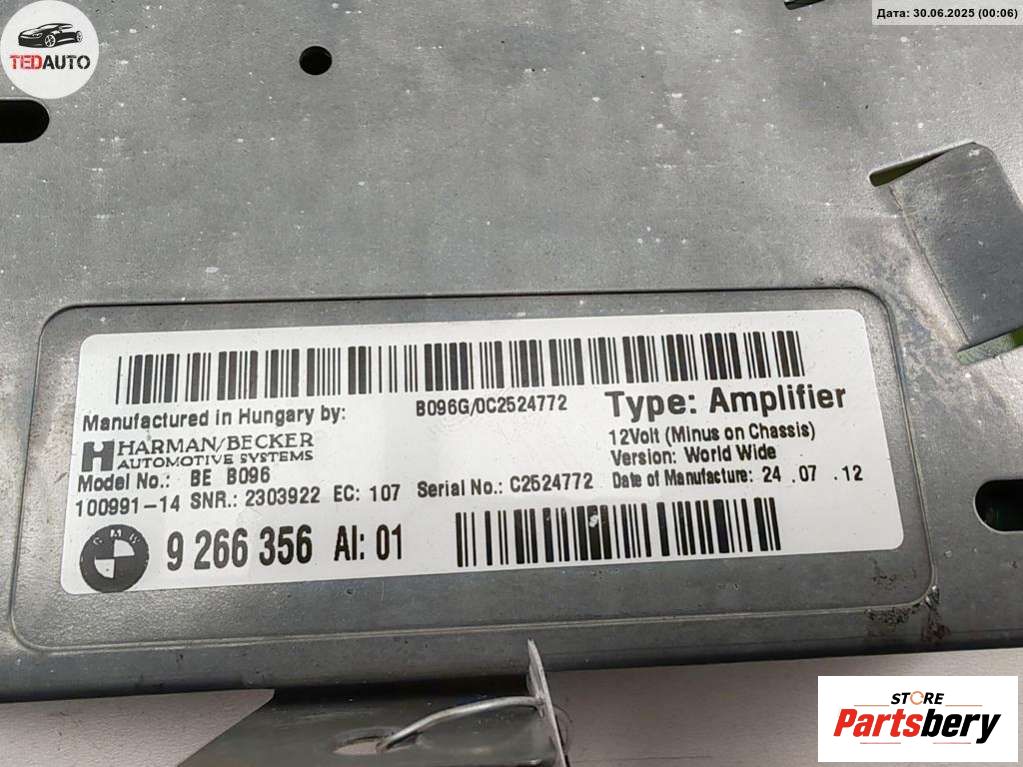 Дата: 30.06.2025 (00:06)
TEDAUTO
Manufactured in Hungary by:
B096G/0C2524772
Type: Amplifier
HARMAN/BECKER
AUTOMOTIVE SYSTEMS
12Volt (Minus on Chassis)
Version: World Wide
Model No.: BE B096
100991-14 SNR.: 2303922 EC: 107
Serial No.: C2524772
Date of Manufacture: 24 .07 .12
BMW
9 266 356 AI: 01
S
STORE
Partsbery